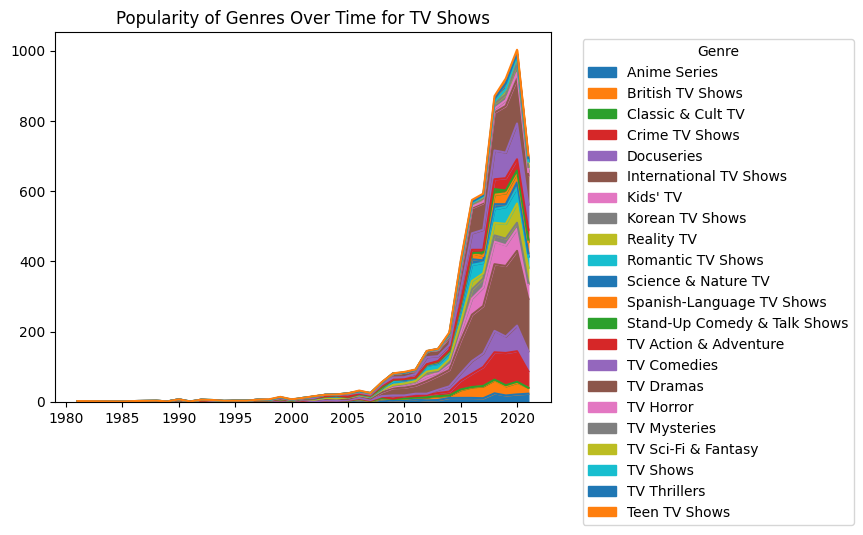 Popularity of Genres Over Time for TV Shows
1000
800
600
400
200
0
1980 1985 1990 1995 2000 2005 2010 2015 2020
Genre
Anime Series
British TV Shows
Classic & Cult TV
Crime TV Shows
Docuseries
International TV Shows
Kids' TV
Korean TV Shows
Reality TV
Romantic TV Shows
Science & Nature TV
Spanish-Language TV Shows
Stand-Up Comedy & Talk Shows
TV Action & Adventure
TV Comedies
TV Dramas
TV Horror
TV Mysteries
TV Sci-Fi & Fantasy
TV Shows
TV Thrillers
Teen TV Shows